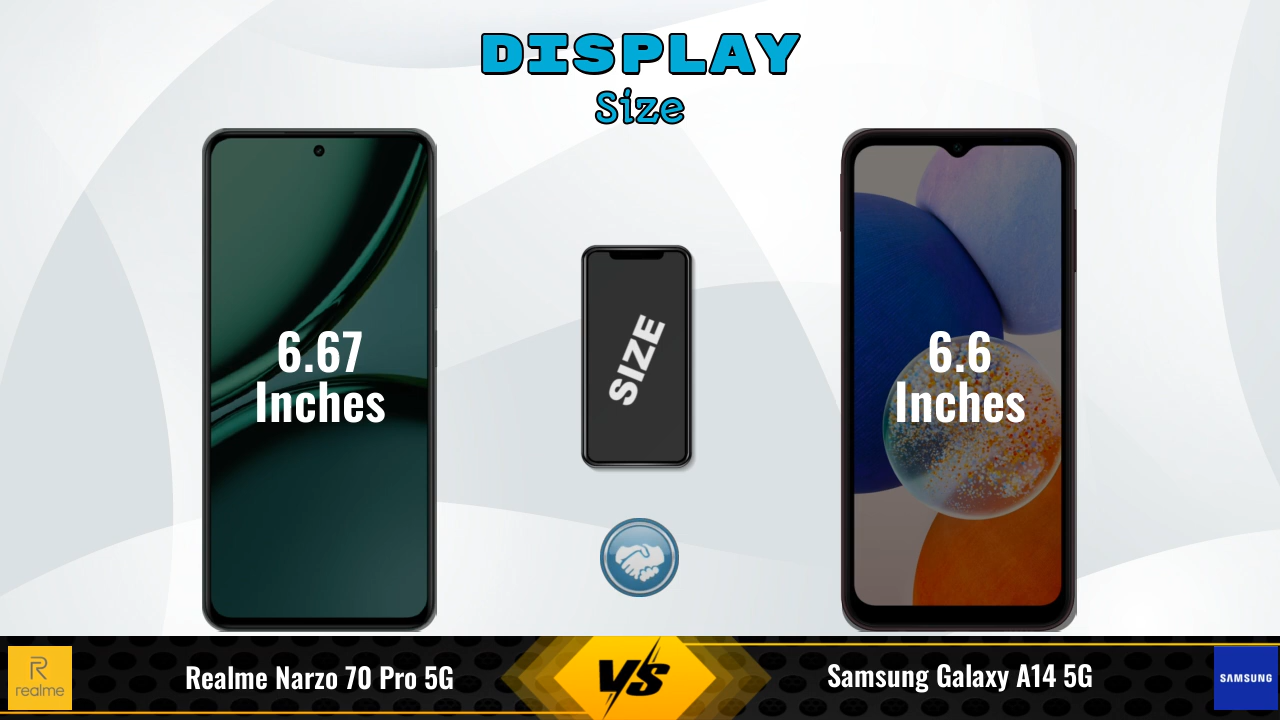 DISPLAY
Size
6.67
Inches
SIZE
6.6
Inches
realme
Realme Narzo 70 Pro 5G
VS
Samsung Galaxy A14 5G
SAMSUNG